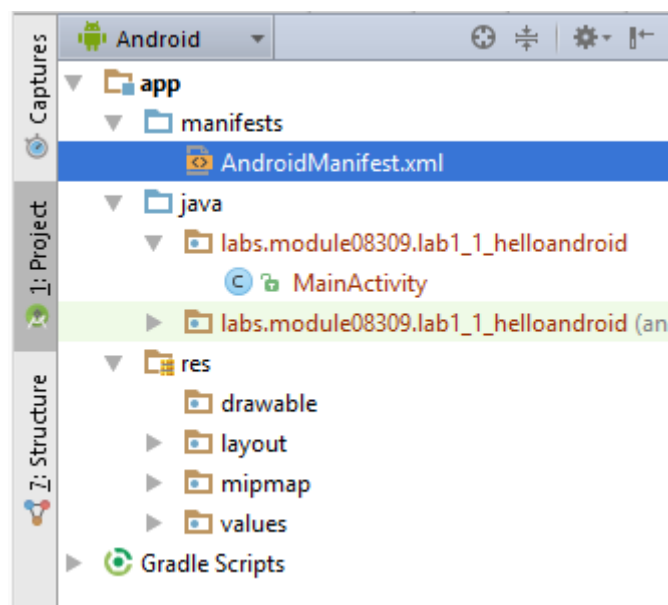 Android
Captures
1: Project
7: Structure
app
manifests
AndroidManifest.xml
java
labs.module08309.lab1_1_helloandroid
MainActivity
labs.module08309.lab1_1_helloandroid (an
res
drawable
layout
mipmap
values
Gradle Scripts